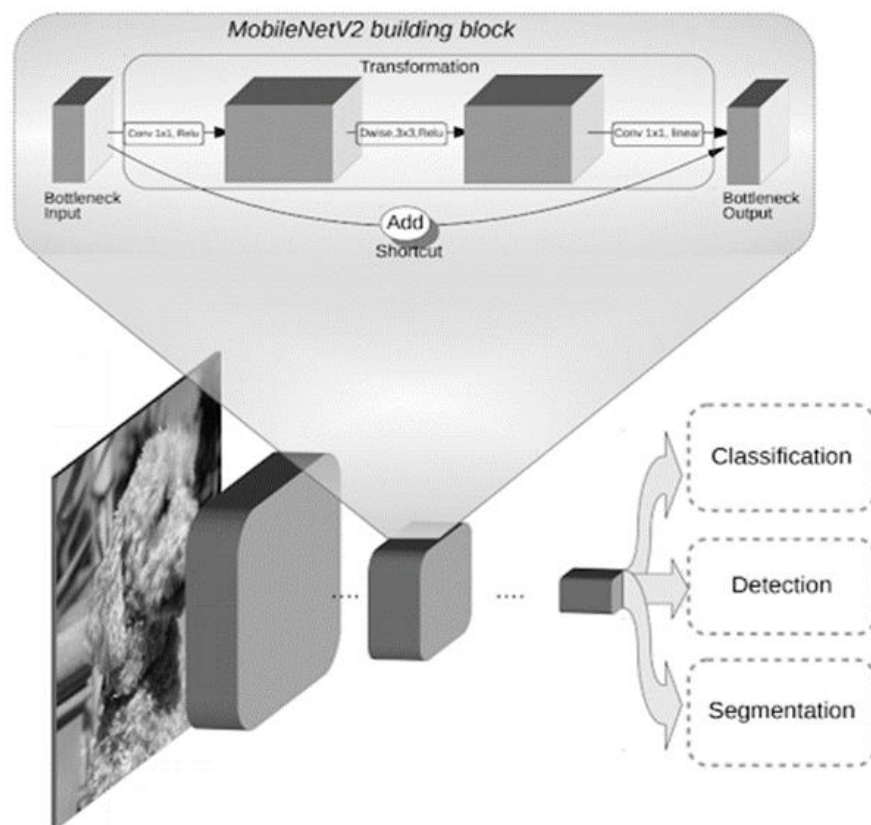 MobileNetV2 building block
Transformation
Conv 1x1, Relu
Dwise,3x3,Relu
Conv 1x1, linear
Bottleneck
Input
Bottleneck
Output
Add
Shortcut
Classification
Detection
Segmentation